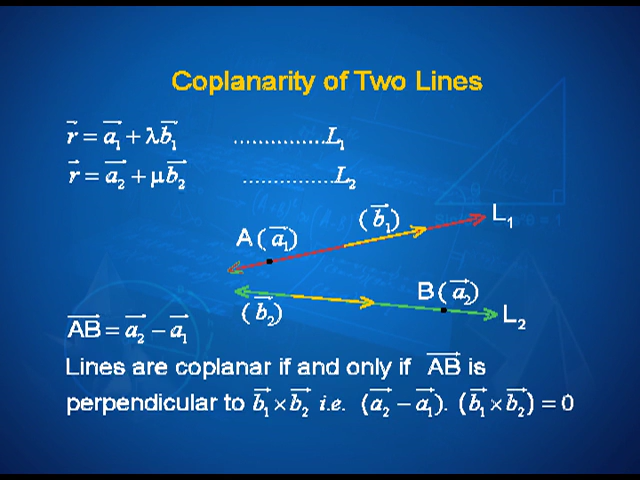 Coplanarity of Two Lines
r⃗ = a₁⃗ + λb₁⃗ ...............L₁
r⃗ = a₂⃗ + μb₂⃗ ...............L₂
(b₁⃗) L₁
A (a₁⃗)
B (a₂⃗)
(b₂⃗) L₂
AB⃗ = a₂⃗ − a₁⃗
Lines are coplanar if and only if AB⃗ is
perpendicular to b₁⃗ × b₂⃗ i.e. (a₂⃗ − a₁⃗). (b₁⃗ × b₂⃗) = 0